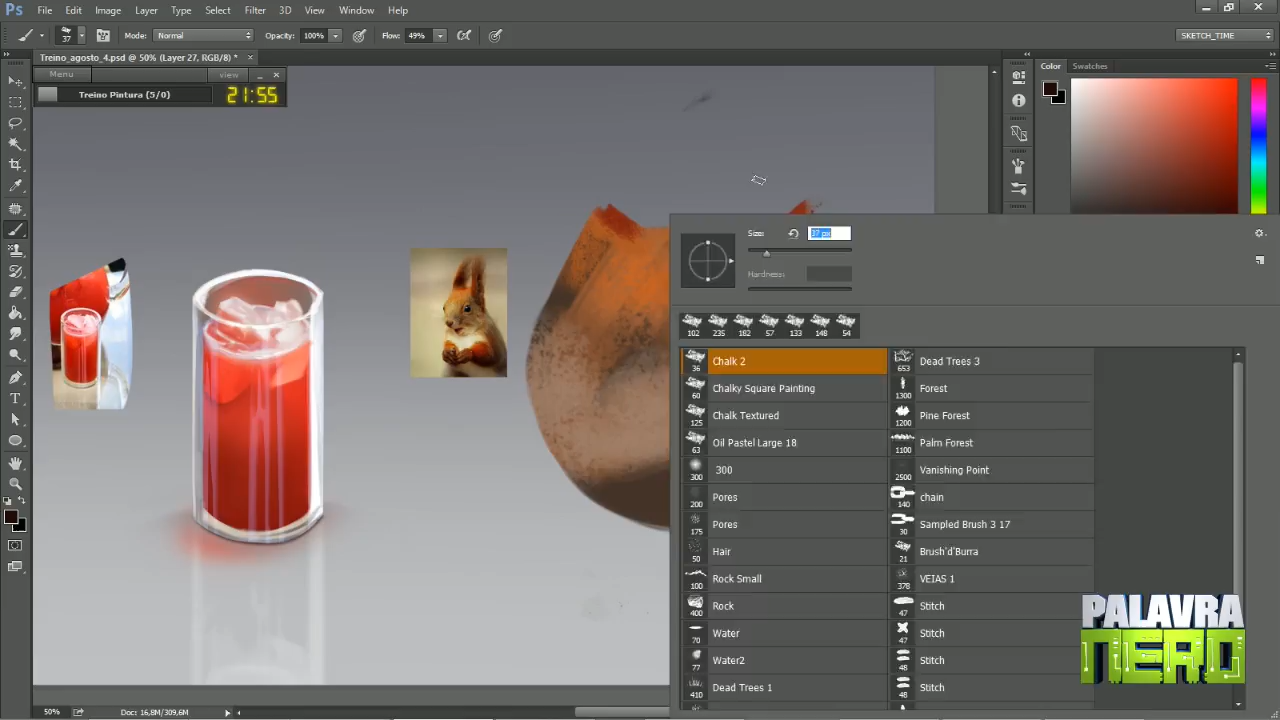 Ps File Edit Image Layer Type Select Filter 3D View Window Help
37 Mode: Normal Opacity: 100% Flow: 49% SKETCH_TIME
Treino_agosto_4.psd @ 50% (Layer 27, RGB/8) * ×
Menu view
Treino Pintura (5/0) 21:55
Color Swatches
Size: 37 px
Hardness:
102 235 182 57 133 148 54
36 Chalk 2
60 Chalky Square Painting
125 Chalk Textured
63 Oil Pastel Large 18
300 300
200 Pores
175 Pores
50 Hair
100 Rock Small
400 Rock
70 Water
77 Water2
410 Dead Trees 1
653 Dead Trees 3
1300 Forest
1200 Pine Forest
1100 Palm Forest
2500 Vanishing Point
140 chain
30 Sampled Brush 3 17
21 Brush'd'Burra
378 VEIAS 1
47 Stitch
47 Stitch
48 Stitch
48 Stitch
PALAVRA
NERD
50% Doc: 16,8M/309,6M